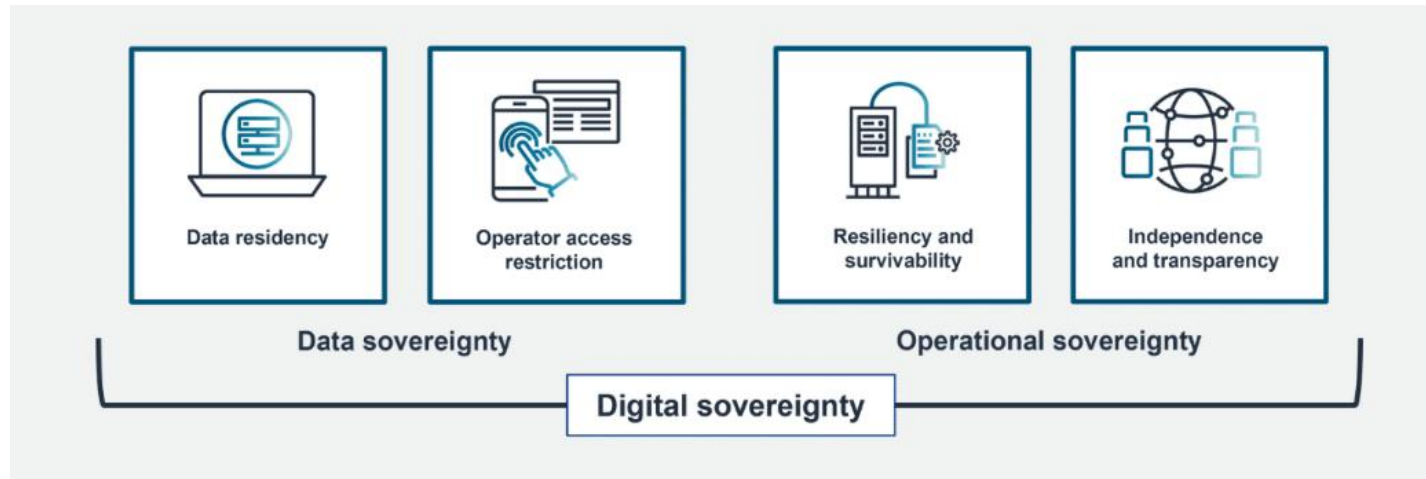 Data residency
Operator access
restriction
Resiliency and
survivability
Independence
and transparency
Data sovereignty
Operational sovereignty
Digital sovereignty